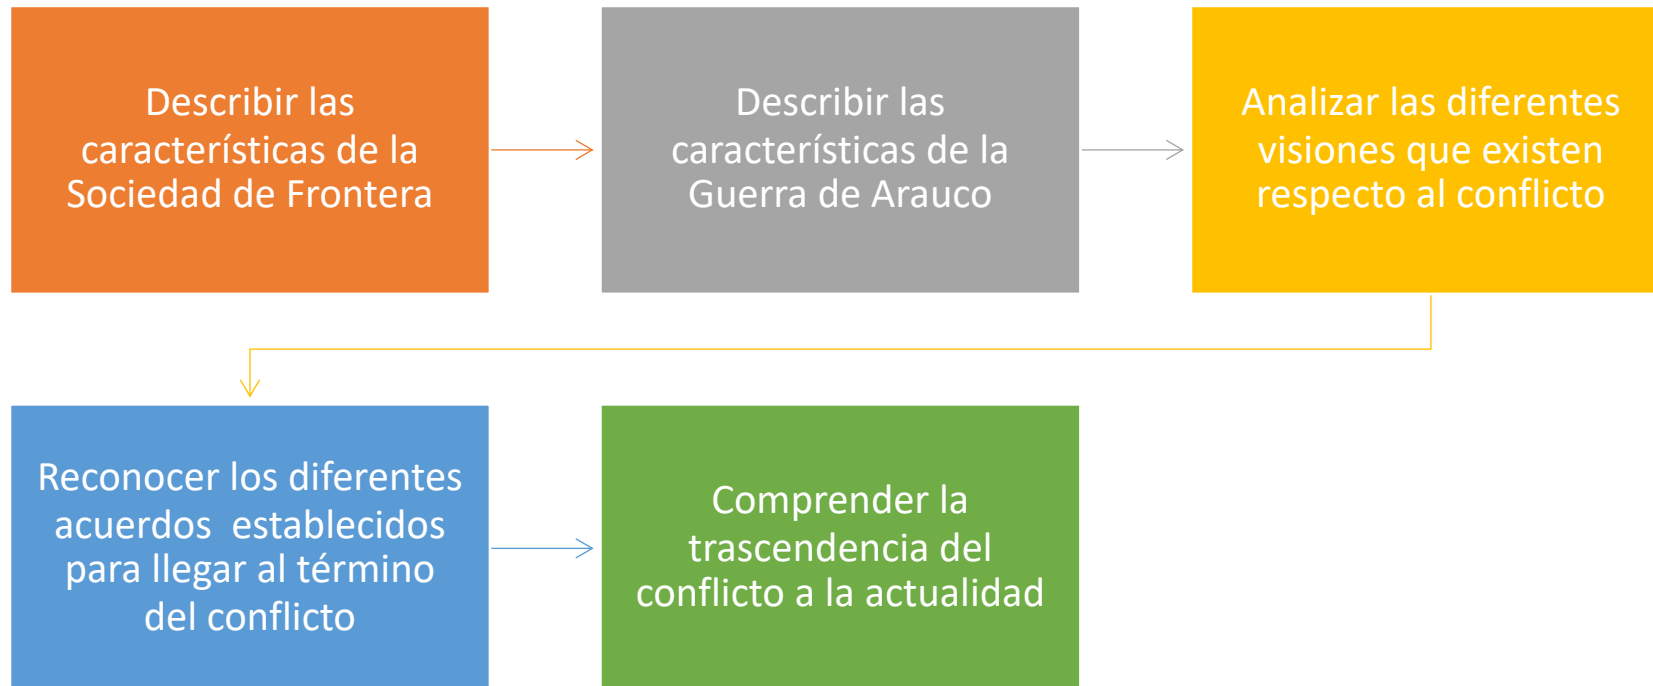 Describir las
características de la
Sociedad de Frontera
Describir las
características de la
Guerra de Arauco
Analizar las diferentes
visiones que existen
respecto al conflicto
Reconocer los diferentes
acuerdos  establecidos
para llegar al término
del conflicto
Comprender la
trascendencia del
conflicto a la actualidad